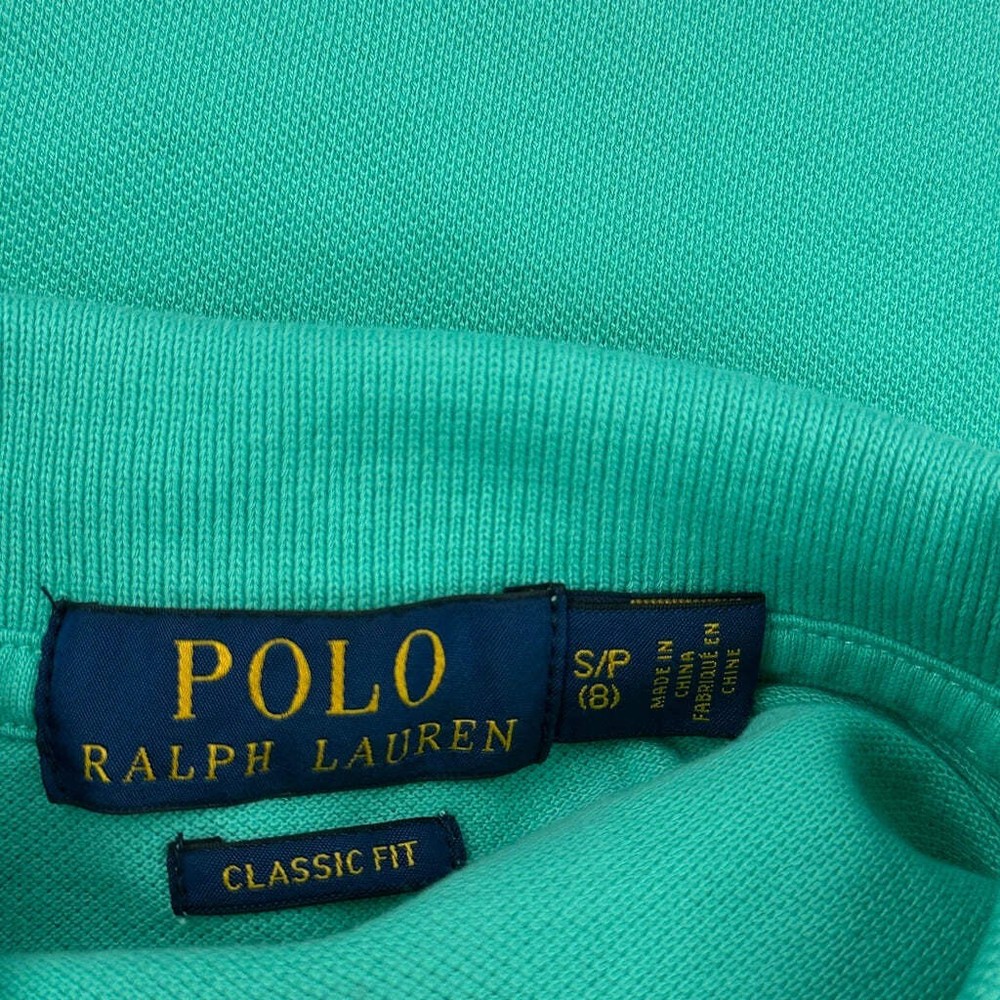 POLO
RALPH LAUREN
S/P
(8)
MADE IN
CHINA
FABRIQUÉ EN
CHINE
CLASSIC FIT